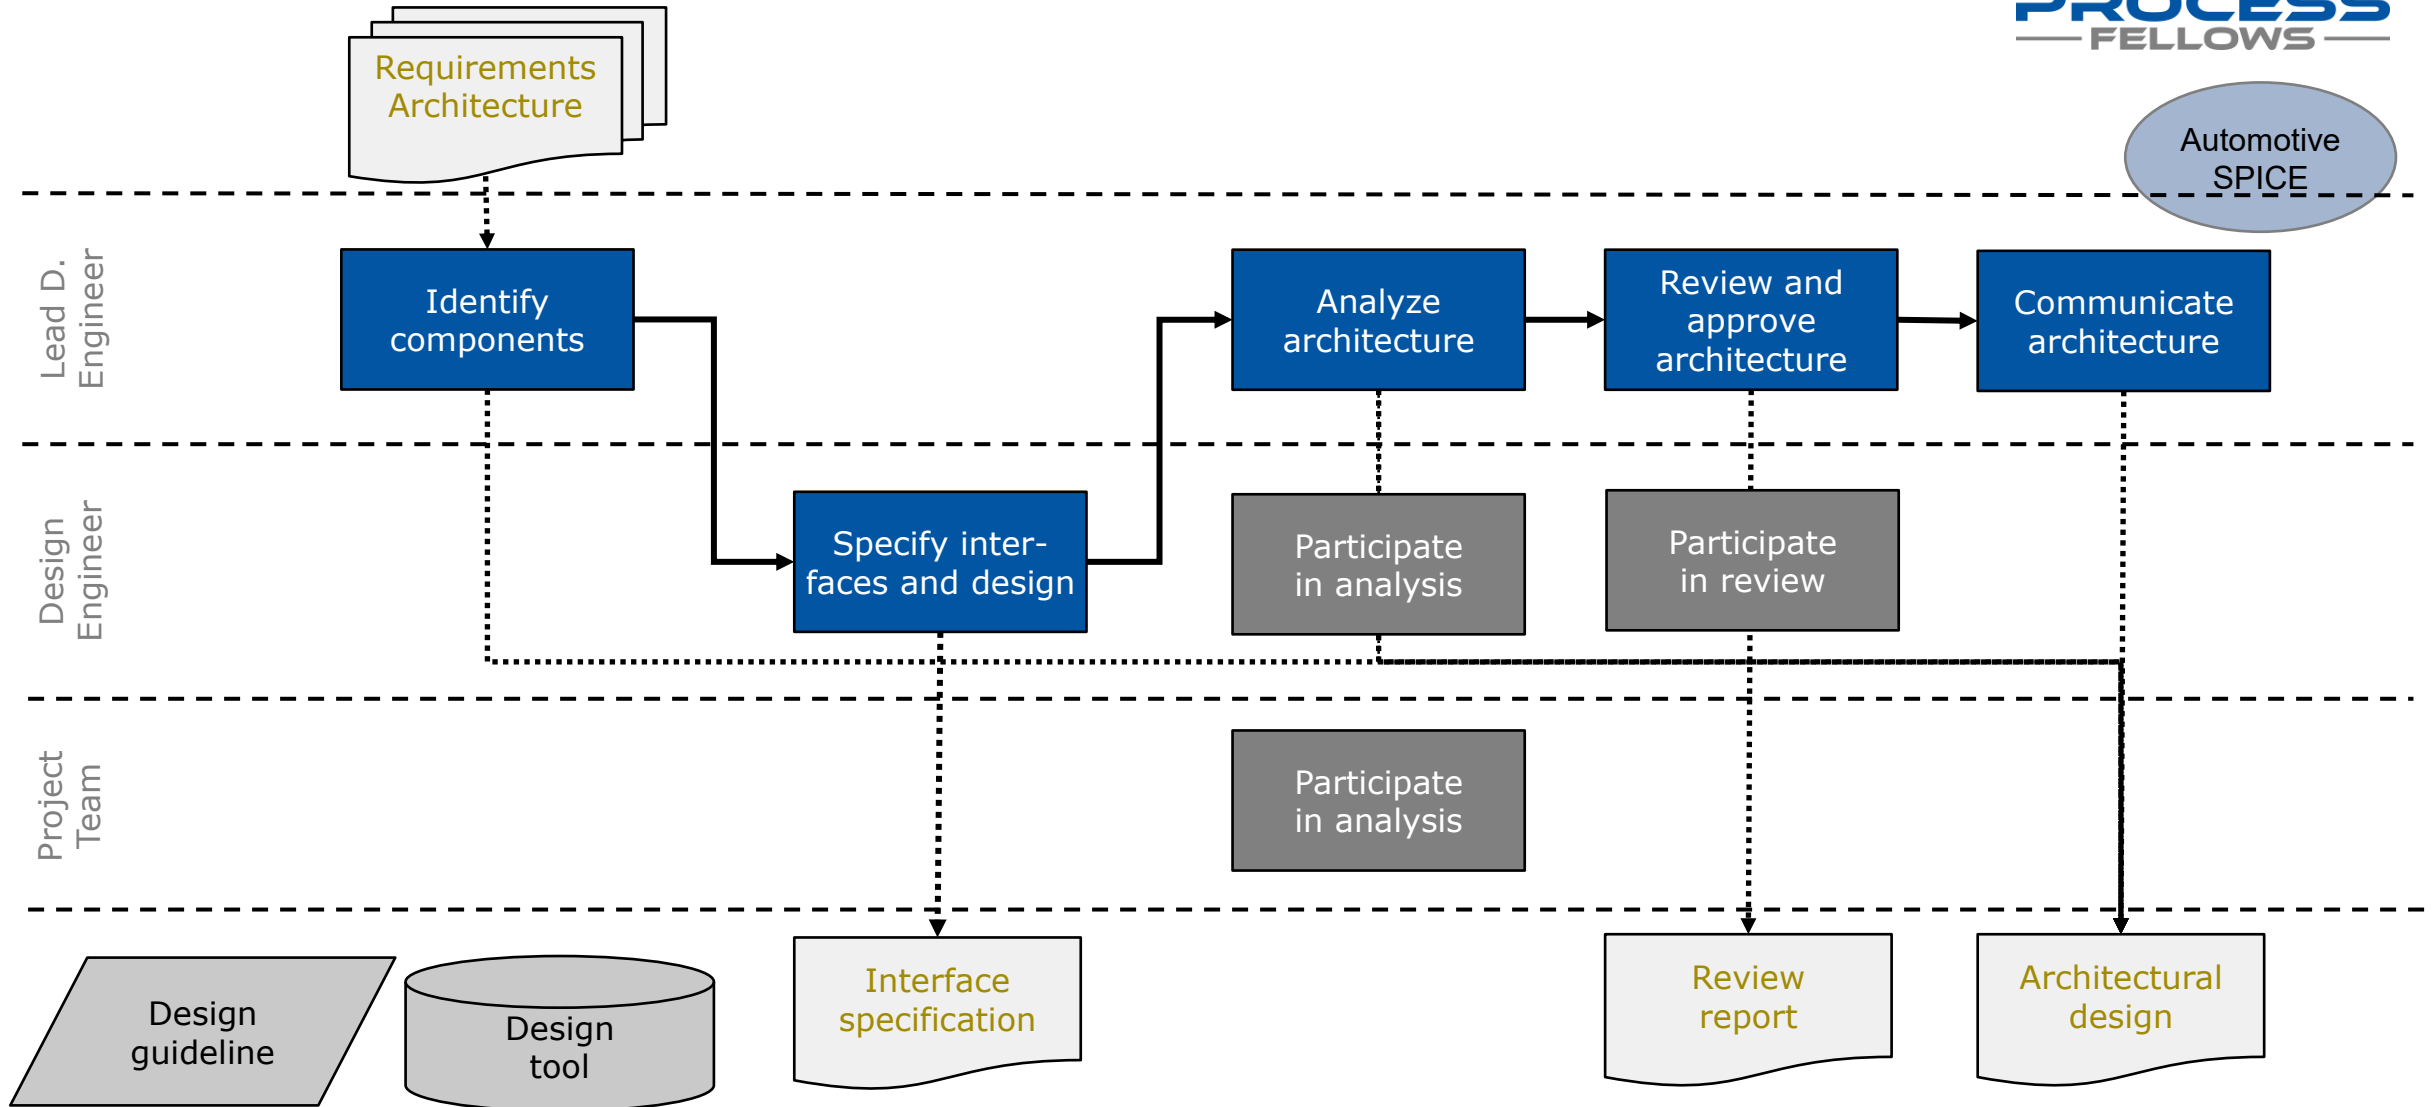 PROCESS
FELLOWS
Requirements
Architecture
Automotive
SPICE
Lead D.
Engineer
Identify
components
Analyze
architecture
Review and
approve
architecture
Communicate
architecture
Design
Engineer
Specify inter-
faces and design
Participate
in analysis
Participate
in review
Project
Team
Participate
in analysis
Design
guideline
Design
tool
Interface
specification
Review
report
Architectural
design